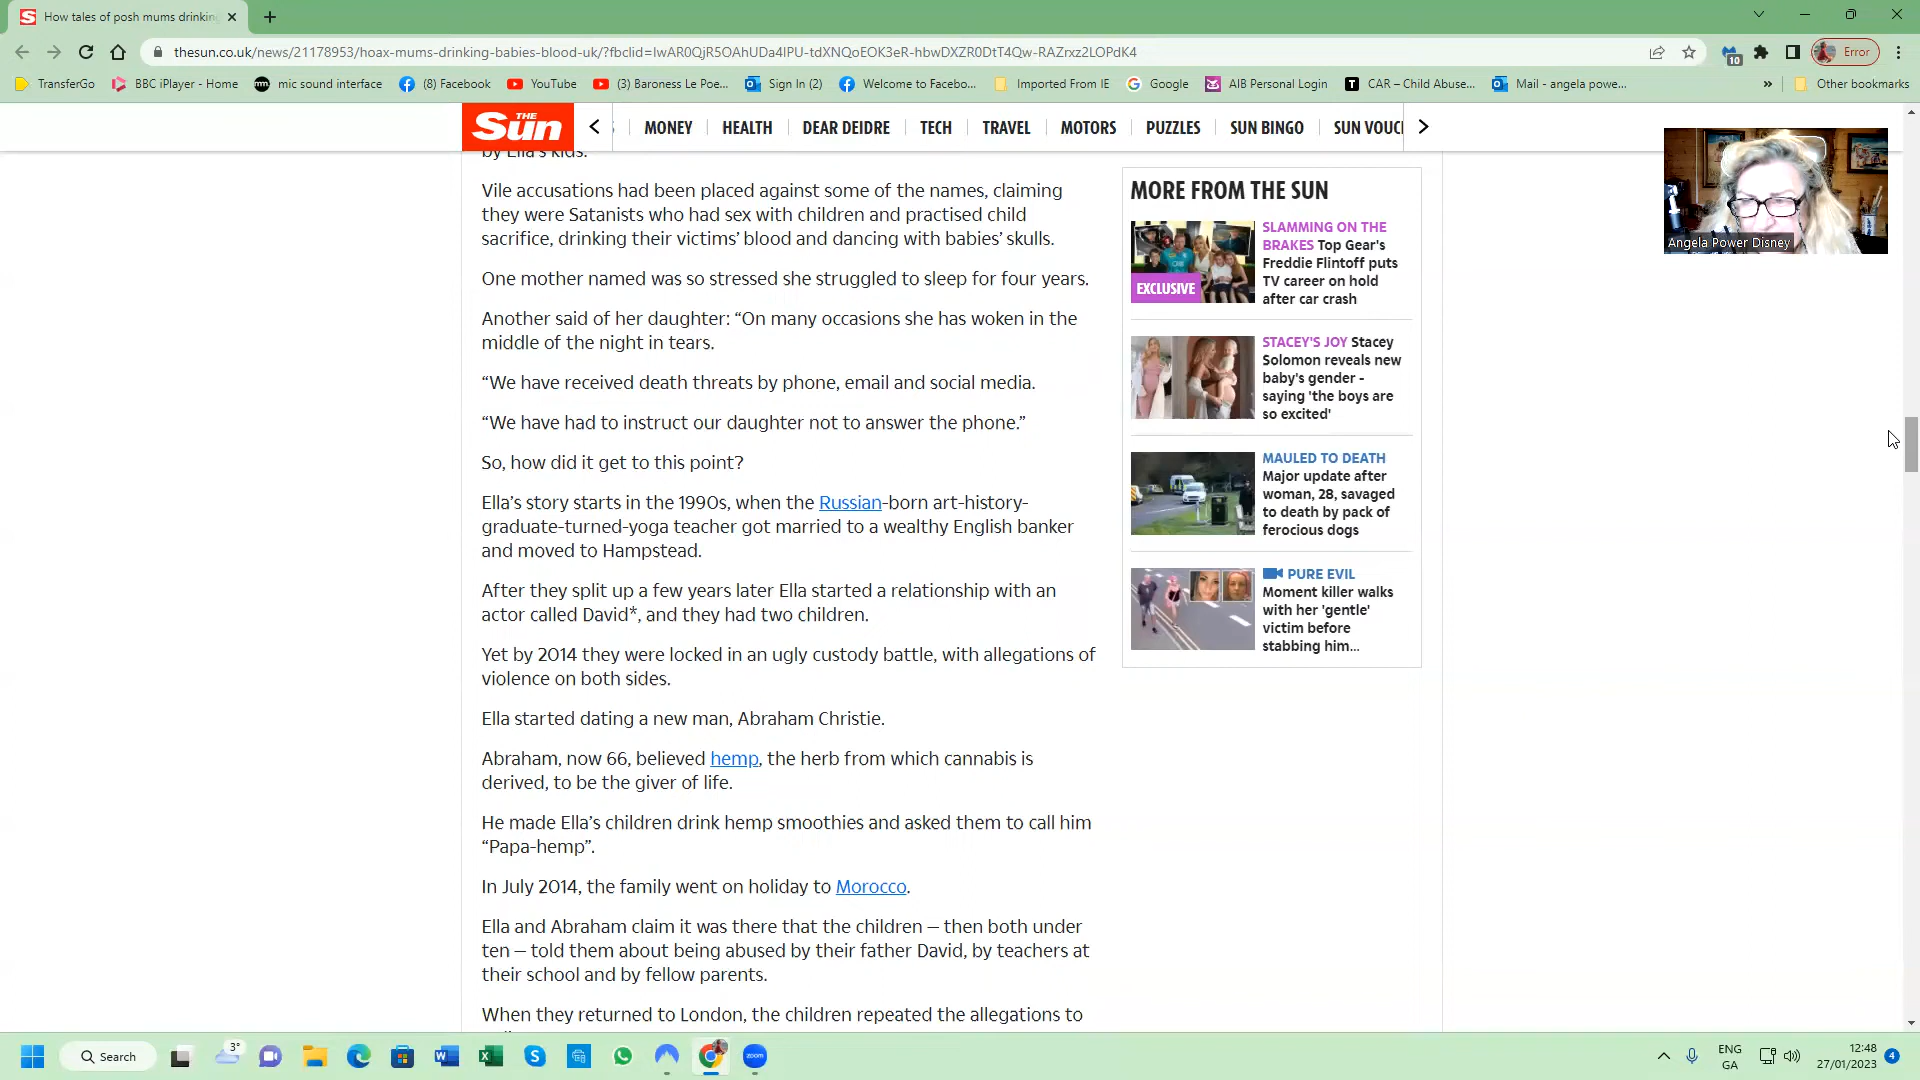 How tales of posh mums drinkin
thesun.co.uk/news/21178953/hoax-mums-drinking-babies-blood-uk/?fbclid=IwAR0QjR5OAhUDa4lPU-tdXNQoEOK3eR-hbwDXZR0DtT4Qw-RAZrxz2LOPdK4
10
Error
TransferGo
BBC iPlayer - Home
mic sound interface
(8) Facebook
YouTube
(3) Baroness Le Poe...
Sign In (2)
Welcome to Facebo...
Imported From IE
Google
AIB Personal Login
CAR – Child Abuse...
Mail - angela powe...
»
Other bookmarks
THE Sun
MONEY
HEALTH
DEAR DEIDRE
TECH
TRAVEL
MOTORS
PUZZLES
SUN BINGO
SUN VOUC
by Ella's kids.
Vile accusations had been placed against some of the names, claiming
they were Satanists who had sex with children and practised child
sacrifice, drinking their victims' blood and dancing with babies' skulls.
One mother named was so stressed she struggled to sleep for four years.
Another said of her daughter: “On many occasions she has woken in the
middle of the night in tears.
“We have received death threats by phone, email and social media.
“We have had to instruct our daughter not to answer the phone.”
So, how did it get to this point?
Ella's story starts in the 1990s, when the Russian-born art-history-
graduate-turned-yoga teacher got married to a wealthy English banker
and moved to Hampstead.
After they split up a few years later Ella started a relationship with an
actor called David*, and they had two children.
Yet by 2014 they were locked in an ugly custody battle, with allegations of
violence on both sides.
Ella started dating a new man, Abraham Christie.
Abraham, now 66, believed hemp, the herb from which cannabis is
derived, to be the giver of life.
He made Ella's children drink hemp smoothies and asked them to call him
“Papa-hemp”.
In July 2014, the family went on holiday to Morocco.
Ella and Abraham claim it was there that the children — then both under
ten — told them about being abused by their father David, by teachers at
their school and by fellow parents.
When they returned to London, the children repeated the allegations to
MORE FROM THE SUN
EXCLUSIVE
SLAMMING ON THE
BRAKES Top Gear's
Freddie Flintoff puts
TV career on hold
after car crash
STACEY'S JOY Stacey
Solomon reveals new
baby's gender -
saying 'the boys are
so excited'
MAULED TO DEATH
Major update after
woman, 28, savaged
to death by pack of
ferocious dogs
PURE EVIL
Moment killer walks
with her 'gentle'
victim before
stabbing him...
Angela Power Disney
Search
3°
zoom
ENG
GA
12:48
27/01/2023
4